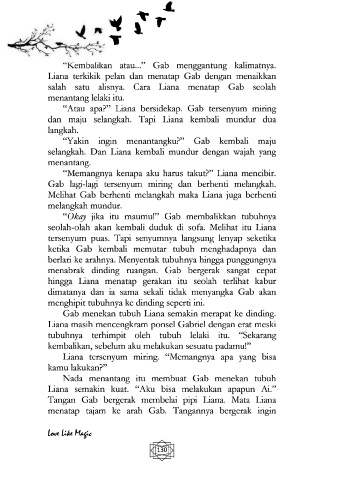 "Kembalikan atau..." Gab menggantung kalimatnya.
Liana terkikik pelan dan menatap Gab dengan menaikkan
salah satu alisnya. Cara Liana menatap Gab seolah
menantang lelaki itu.
"Atau apa?" Liana bersidekap. Gab tersenyum miring
dan maju selangkah. Tapi Liana kembali mundur dua
langkah.
"Yakin ingin menantangku?" Gab kembali maju
selangkah. Dan Liana kembali mundur dengan wajah yang
menantang.
"Memangnya kenapa aku harus takut?" Liana mencibir.
Gab lagi-lagi tersenyum miring dan berhenti melangkah.
Melihat Gab berhenti melangkah maka Liana juga berhenti
melangkah mundur.
"Okay jika itu maumu!" Gab membalikkan tubuhnya
seolah-olah akan kembali duduk di sofa. Melihat itu Liana
tersenyum puas. Tapi senyumnya langsung lenyap seketika
ketika Gab kembali memutar tubuh menghadapnya dan
berlari ke arahnya. Menyentak tubuhnya hingga punggungnya
menabrak dinding ruangan. Gab bergerak sangat cepat
hingga Liana menatap gerakan itu seolah terlihat kabur
dimatanya dan ia sama sekali tidak menyangka Gab akan
menghipit tubuhnya ke dinding seperti ini.
Gab menekan tubuh Liana semakin merapat ke dinding.
Liana masih mencengkram ponsel Gabriel dengan erat meski
tubuhnya terhimpit oleh tubuh lelaki itu. "Sekarang
kembalikan, sebelum aku melakukan sesuatu padamu!"
Liana tersenyum miring. "Memangnya apa yang bisa
kamu lakukan?"
Nada menantang itu membuat Gab menekan tubuh
Liana semakin kuat. "Aku bisa melakukan apapun Ai."
Tangan Gab bergerak membelai pipi Liana. Mata Liana
menatap tajam ke arah Gab. Tangannya bergerak ingin
Love Like Magic
130